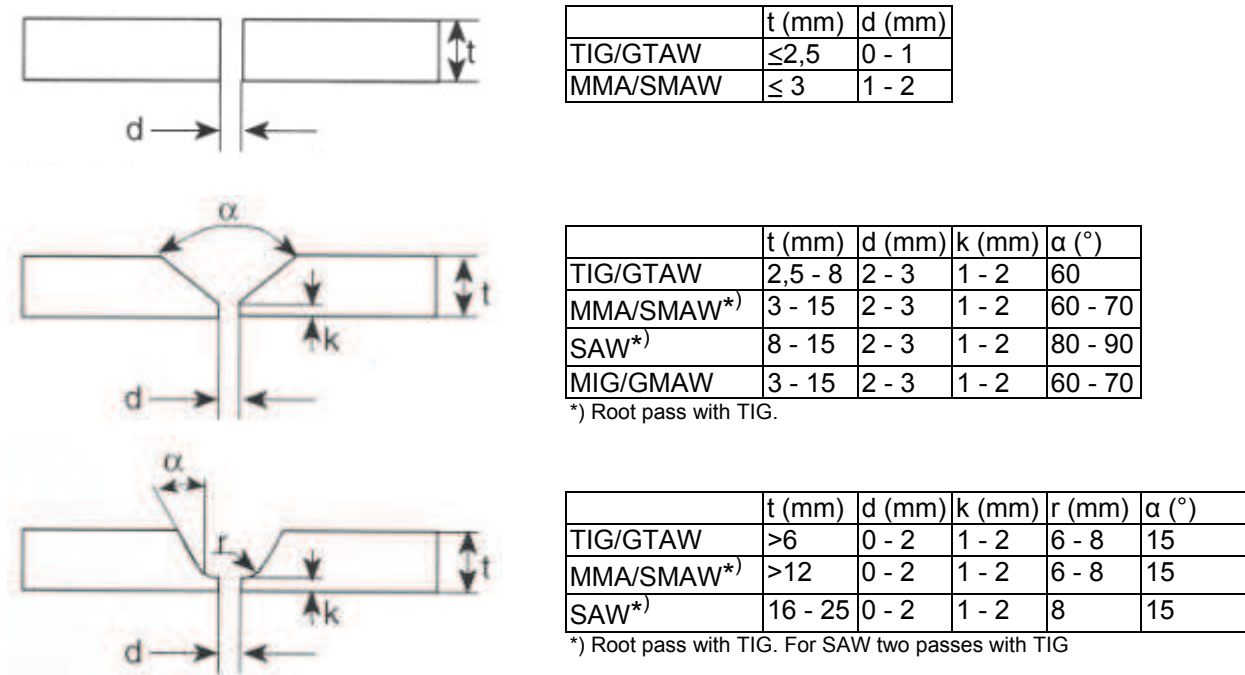 t
d
t (mm) d (mm)
TIG/GTAW ≤2,5 0 - 1
MMA/SMAW ≤ 3 1 - 2
α
t
k
d
t (mm) d (mm) k (mm) α (°)
TIG/GTAW 2,5 - 8 2 - 3 1 - 2 60
MMA/SMAW*) 3 - 15 2 - 3 1 - 2 60 - 70
SAW*) 8 - 15 2 - 3 1 - 2 80 - 90
MIG/GMAW 3 - 15 2 - 3 1 - 2 60 - 70
*) Root pass with TIG.
α
r
t
k
d
t (mm) d (mm) k (mm) r (mm) α (°)
TIG/GTAW >6 0 - 2 1 - 2 6 - 8 15
MMA/SMAW*) >12 0 - 2 1 - 2 6 - 8 15
SAW*) 16 - 25 0 - 2 1 - 2 8 15
*) Root pass with TIG. For SAW two passes with TIG